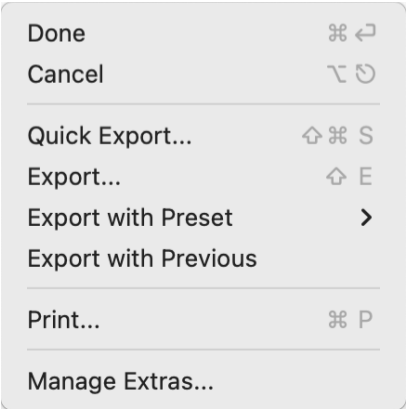 Done ⌘ ↩
Cancel ⌥ ⎋
Quick Export... ⇧ ⌘ S
Export... ⇧ E
Export with Preset >
Export with Previous
Print... ⌘ P
Manage Extras...